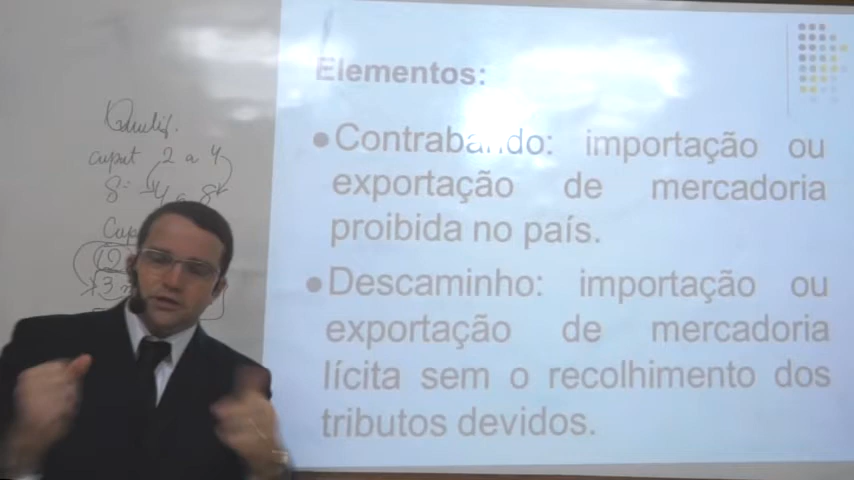 Qualif.
caput 2 a 4
Elementos:
●Contrabando: importação ou
exportação de mercadoria
proibida no país.
●Descaminho: importação ou
exportação de mercadoria
lícita sem o recolhimento dos
tributos devidos.